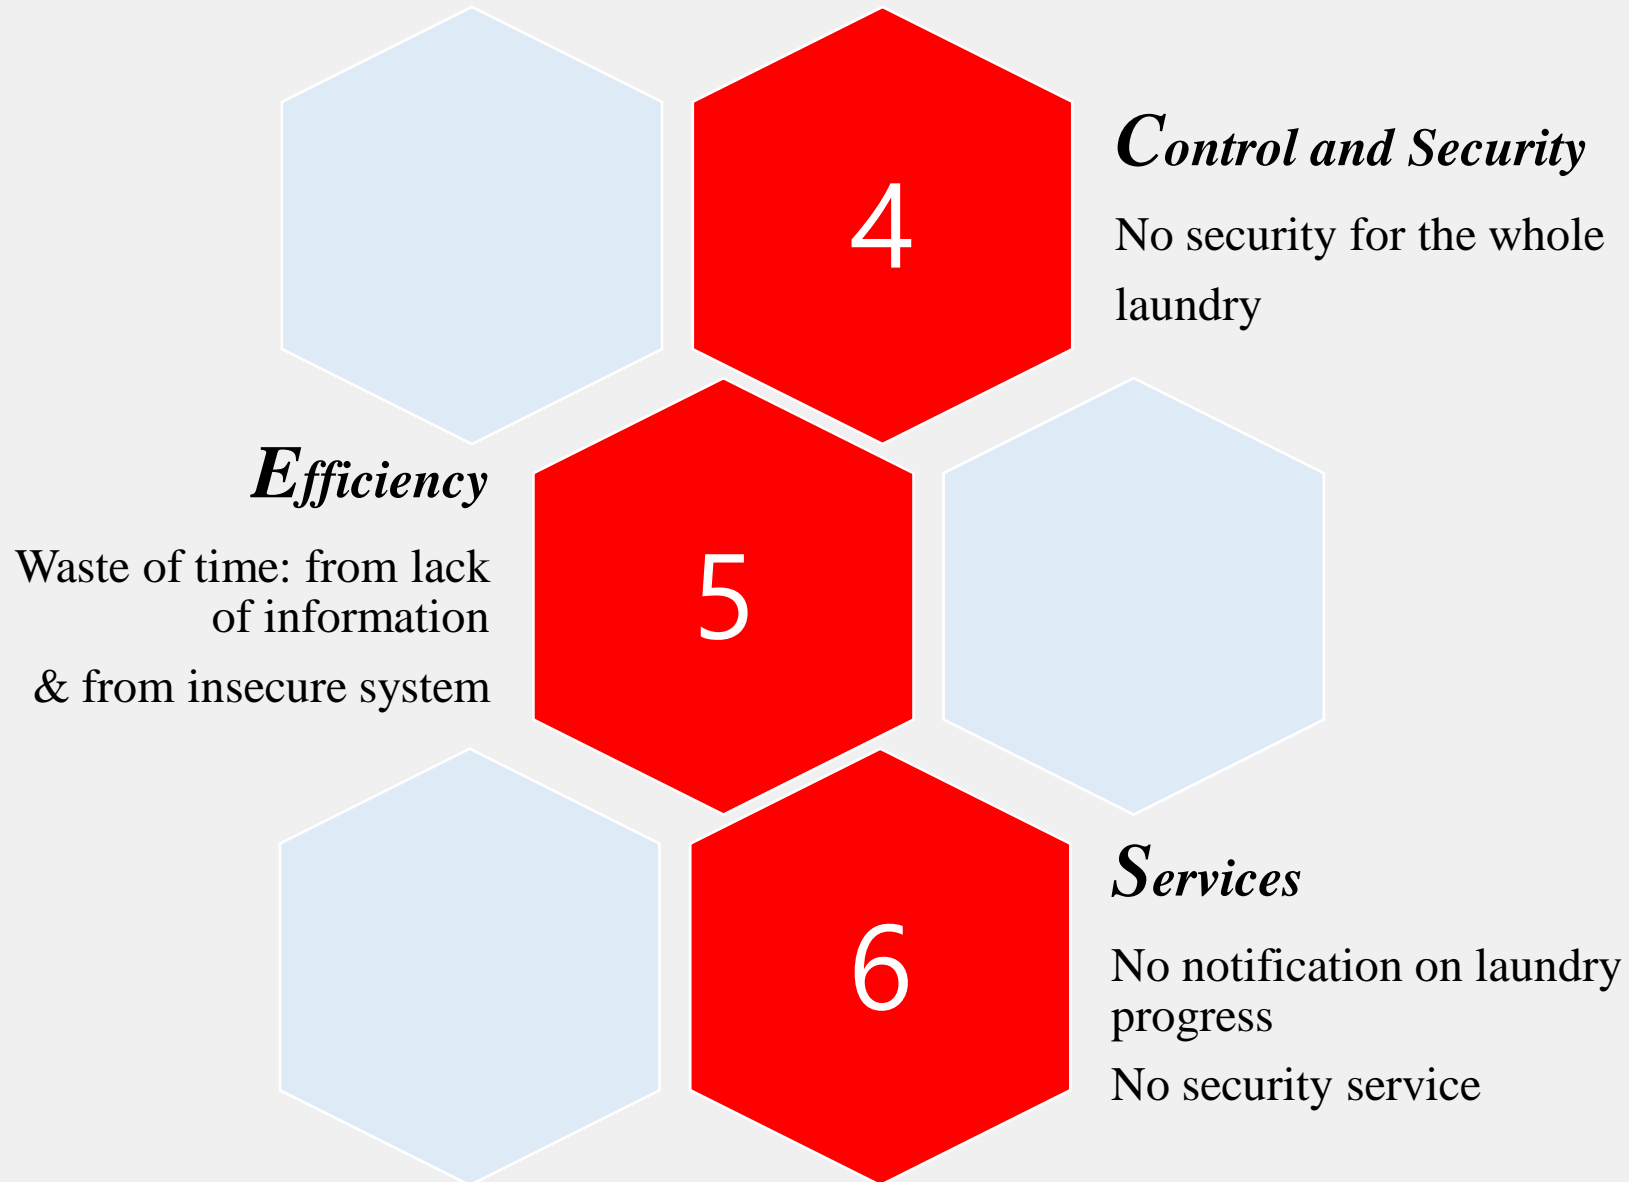 4
Control and Security
No security for the whole
laundry
Efficiency
Waste of time: from lack
of information
& from insecure system
5
6
Services
No notification on laundry
progress
No security service